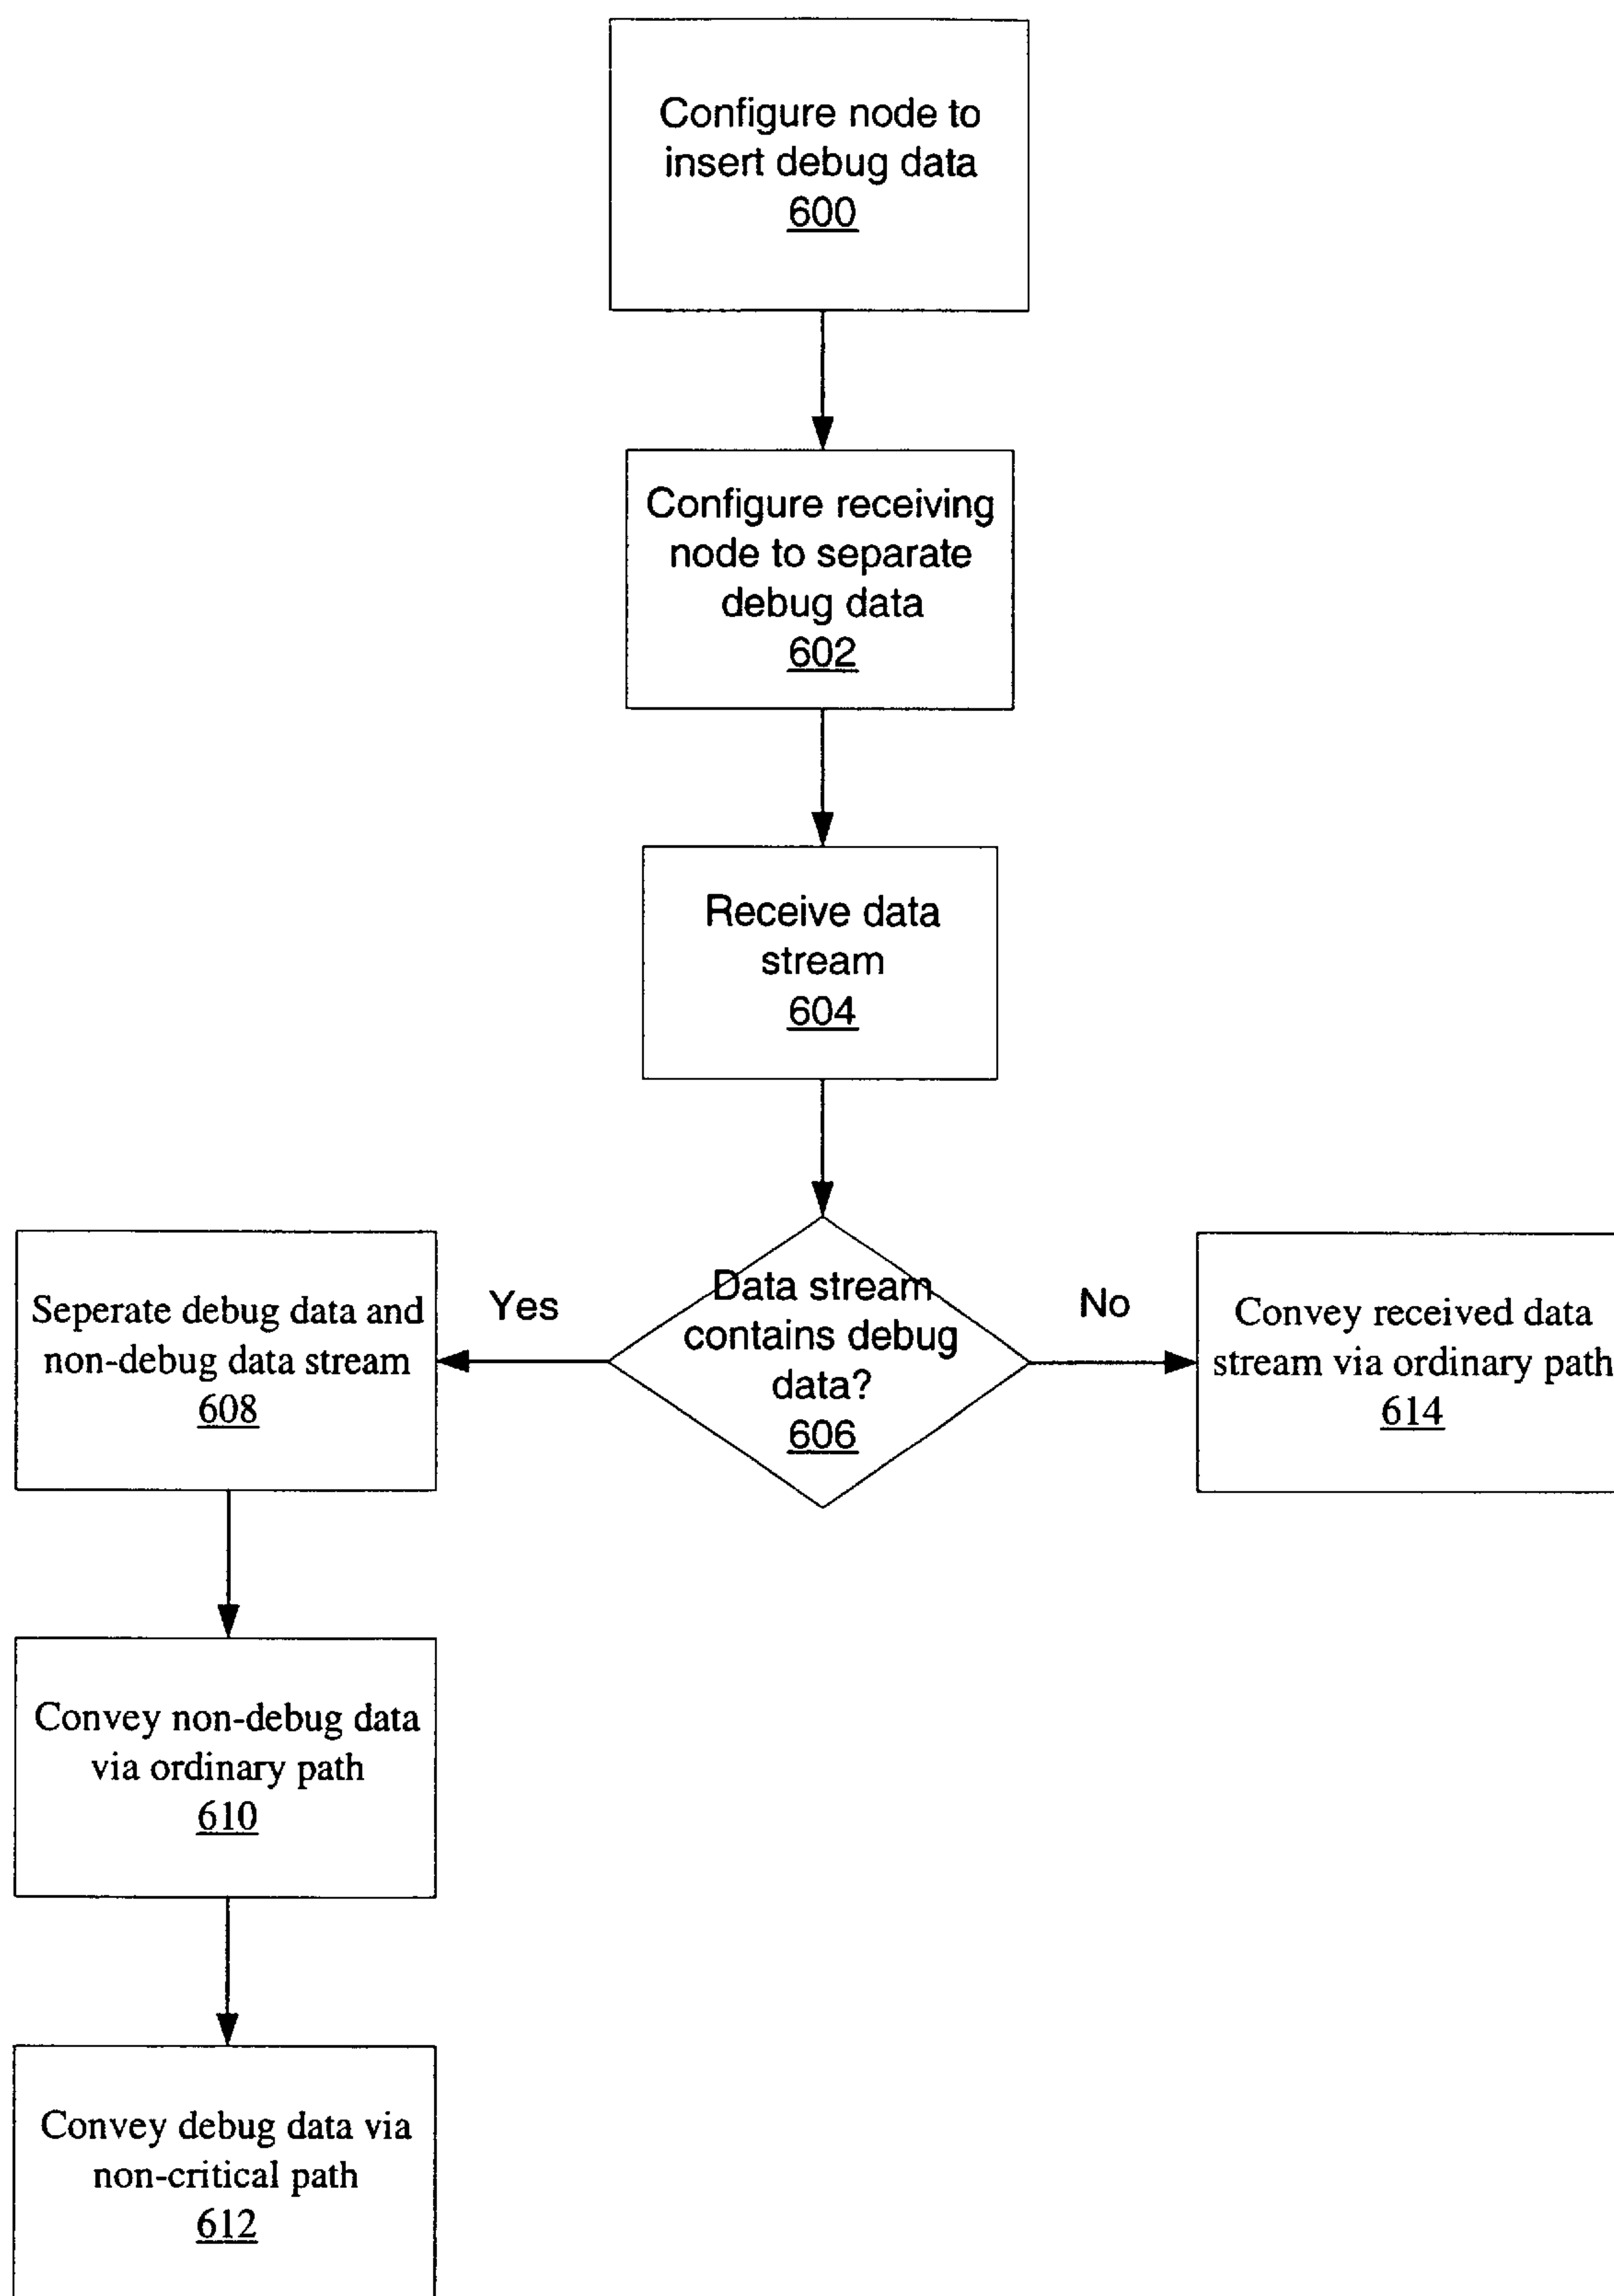 Configure node to
insert debug data
600
Configure receiving
node to separate
debug data
602
Receive data
stream
604
Data stream
contains debug
data?
606
Yes
No
Seperate debug data and
non-debug data stream
608
Convey received data
stream via ordinary path
614
Convey non-debug data
via ordinary path
610
Convey debug data via
non-critical path
612